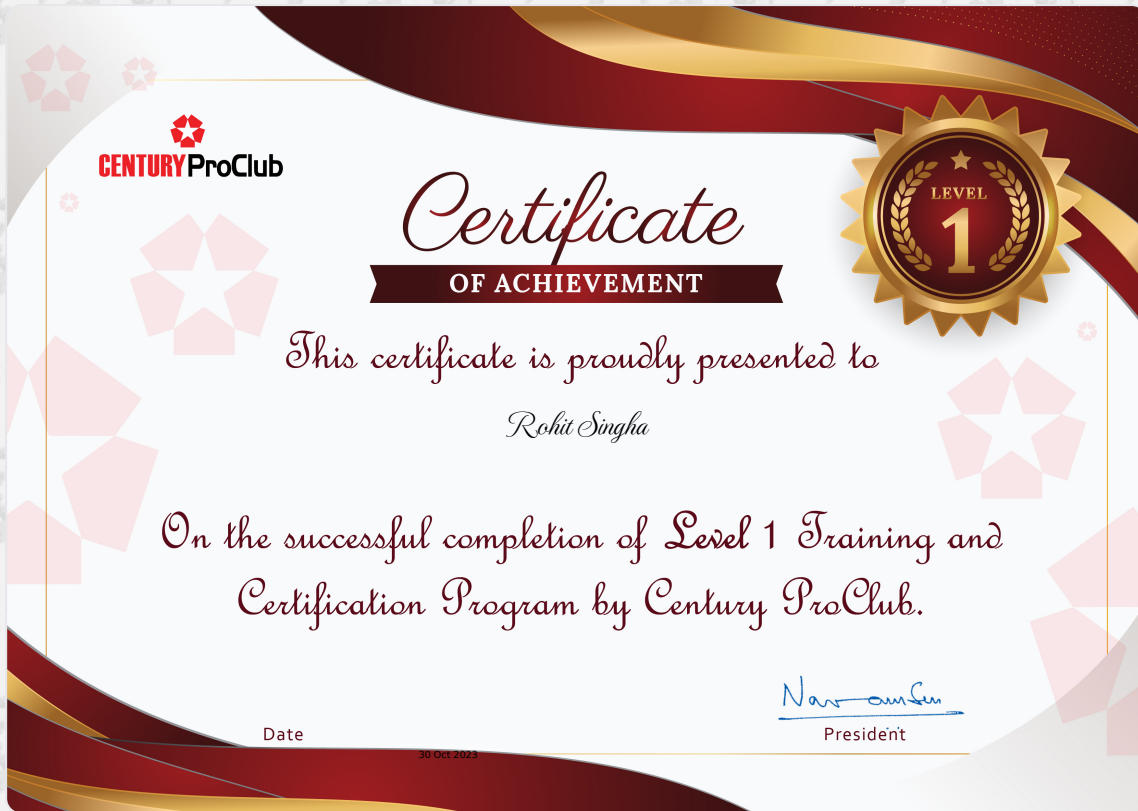 CENTURY ProClub
Certificate
OF ACHIEVEMENT
LEVEL
1
This certificate is proudly presented to
Rohit Singha
On the successful completion of Level 1 Training and
Certification Program by Century ProClub.
Date
President
30 Oct 2023